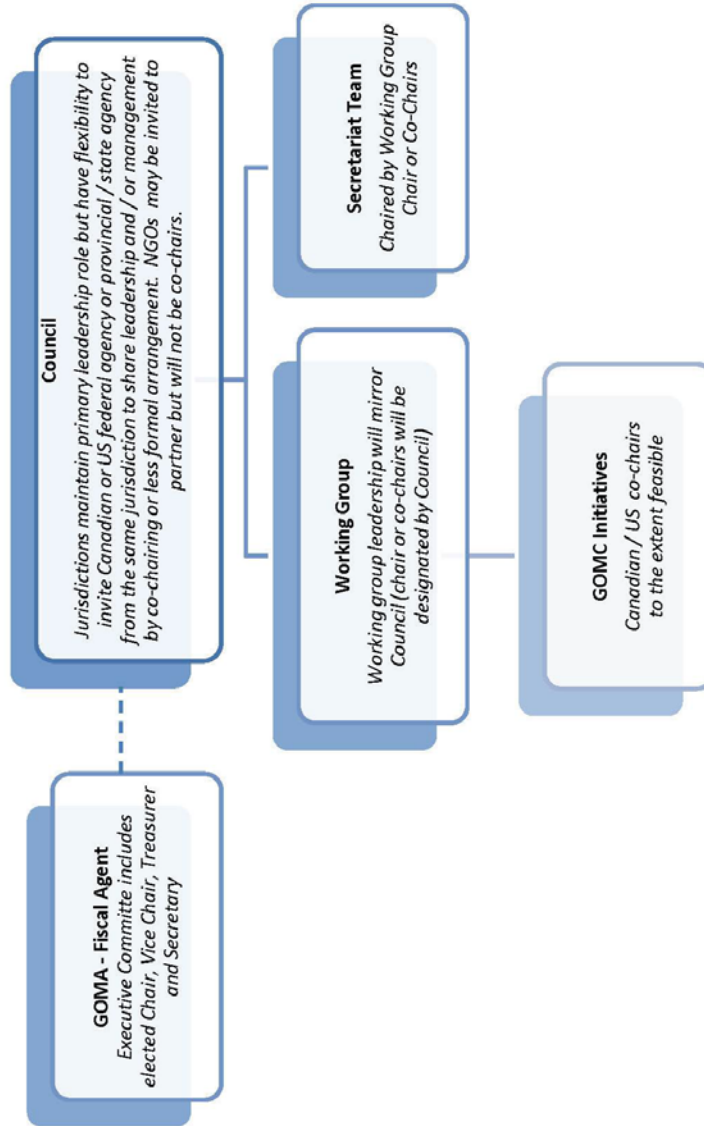 Council
Jurisdictions maintain primary leadership role but have flexibility to
invite Canadian or US federal agency or provincial / state agency
from the same jurisdiction to share leadership and / or management
by co-chairing or less formal arrangement. NGOs may be invited to
partner but will not be co-chairs.
GOMA - Fiscal Agent
Executive Committe includes
elected Chair, Vice Chair, Treasurer
and Secretary
Working Group
Working group leadership will mirror
Council (chair or co-chairs will be
designated by Council)
Secretariat Team
Chaired by Working Group
Chair or Co-Chairs
GOMC Initiatives
Canadian / US co-chairs
to the extent feasible